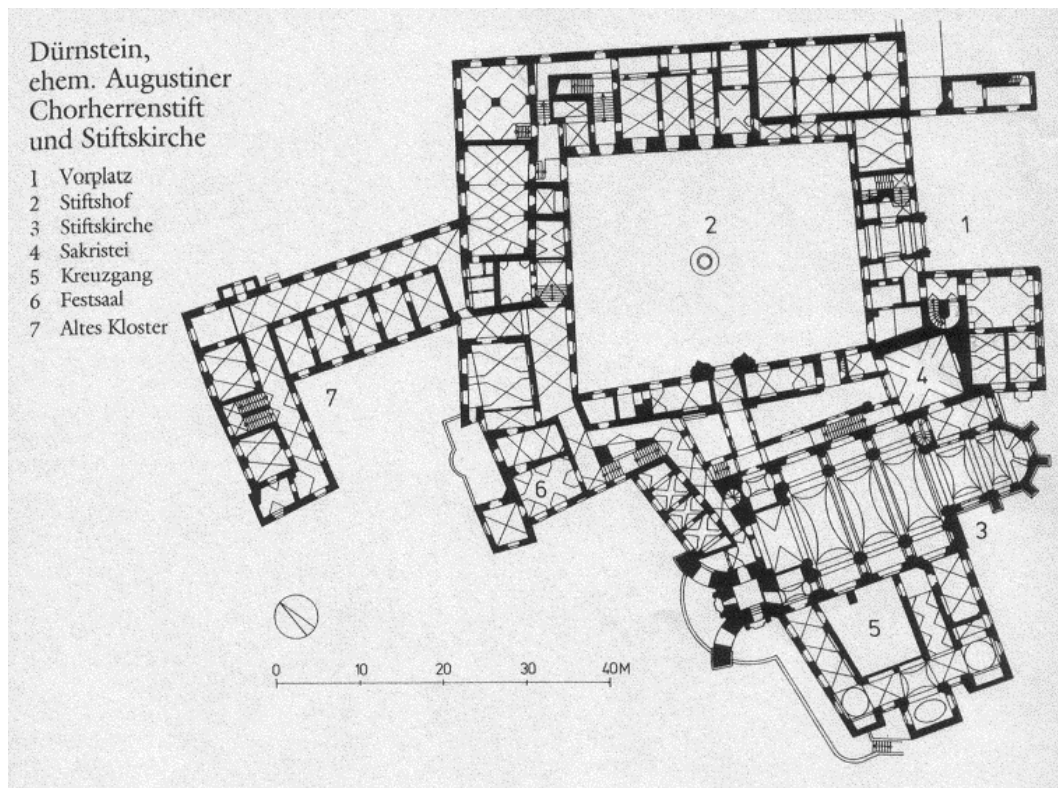 Dürnstein,
ehem. Augustiner
Chorherrenstift
und Stiftskirche
1 Vorplatz
2 Stiftshof
3 Stiftskirche
4 Sakristei
5 Kreuzgang
6 Festsaal
7 Altes Kloster
2
1
4
7
6
3
5
0 10 20 30 40M